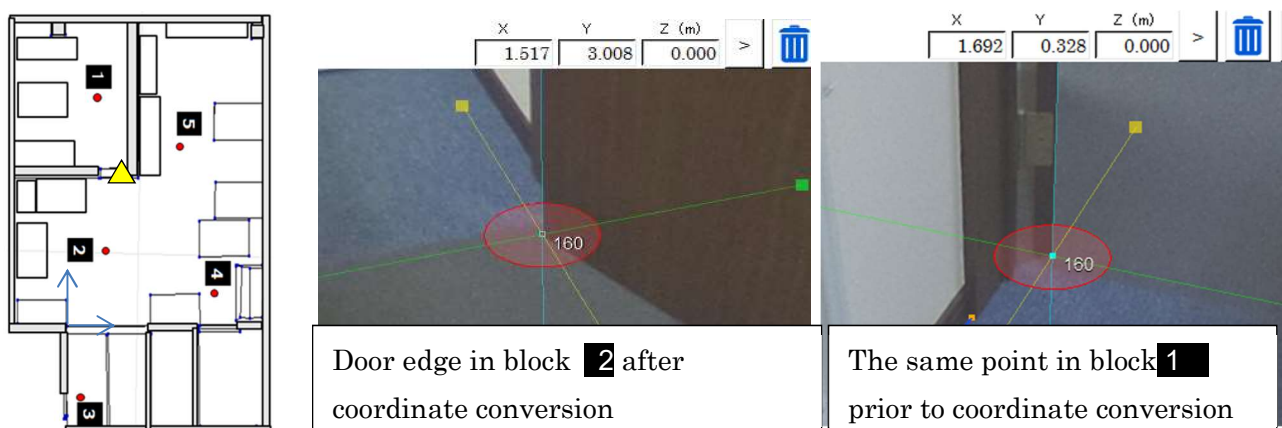 1
5
2
4
3
X Y Z (m)
1.517 3.008 0.000 >
160
Door edge in block 2 after
coordinate conversion
X Y Z (m)
1.692 0.328 0.000 >
160
The same point in block 1
prior to coordinate conversion